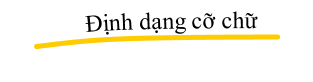 Định dạng cỡ chữ